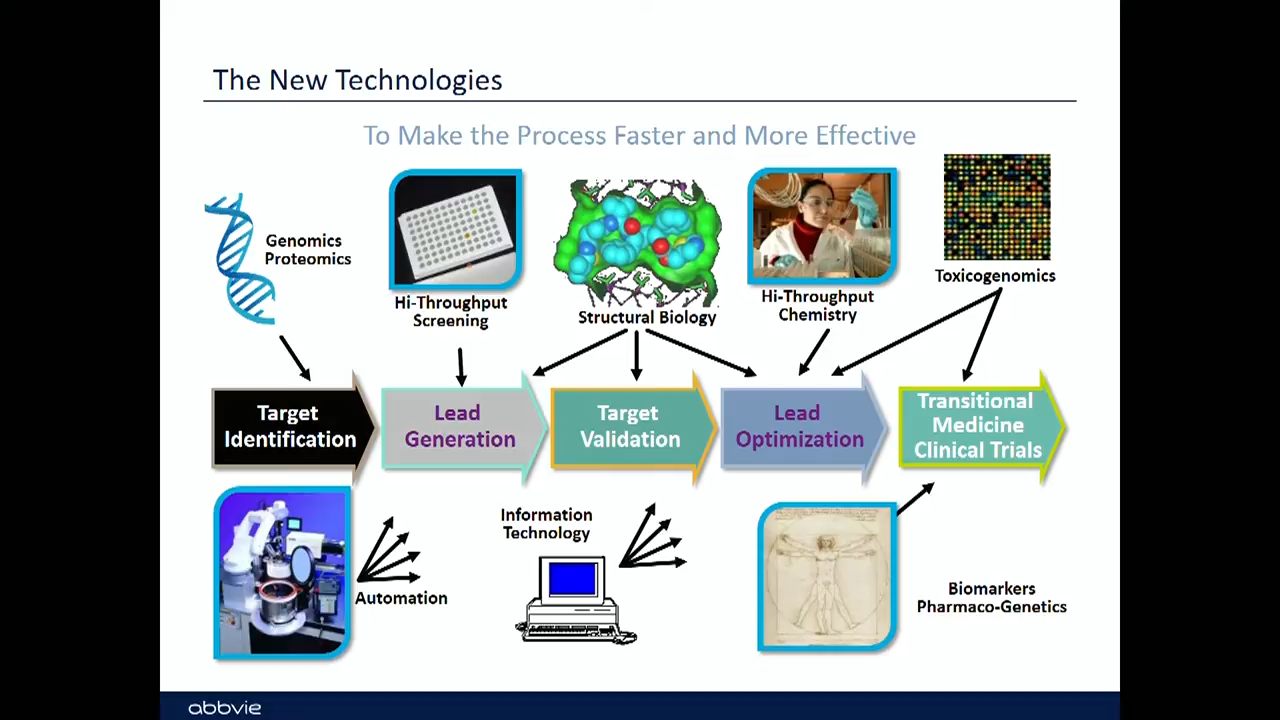 The New Technologies
To Make the Process Faster and More Effective
Genomics
Proteomics
Hi-Throughput
Screening
Structural Biology
Hi-Throughput
Chemistry
Toxicogenomics
Target
Identification
Lead
Generation
Target
Validation
Lead
Optimization
Transitional
Medicine
Clinical Trials
Automation
Information
Technology
Biomarkers
Pharmaco-Genetics
abbvie